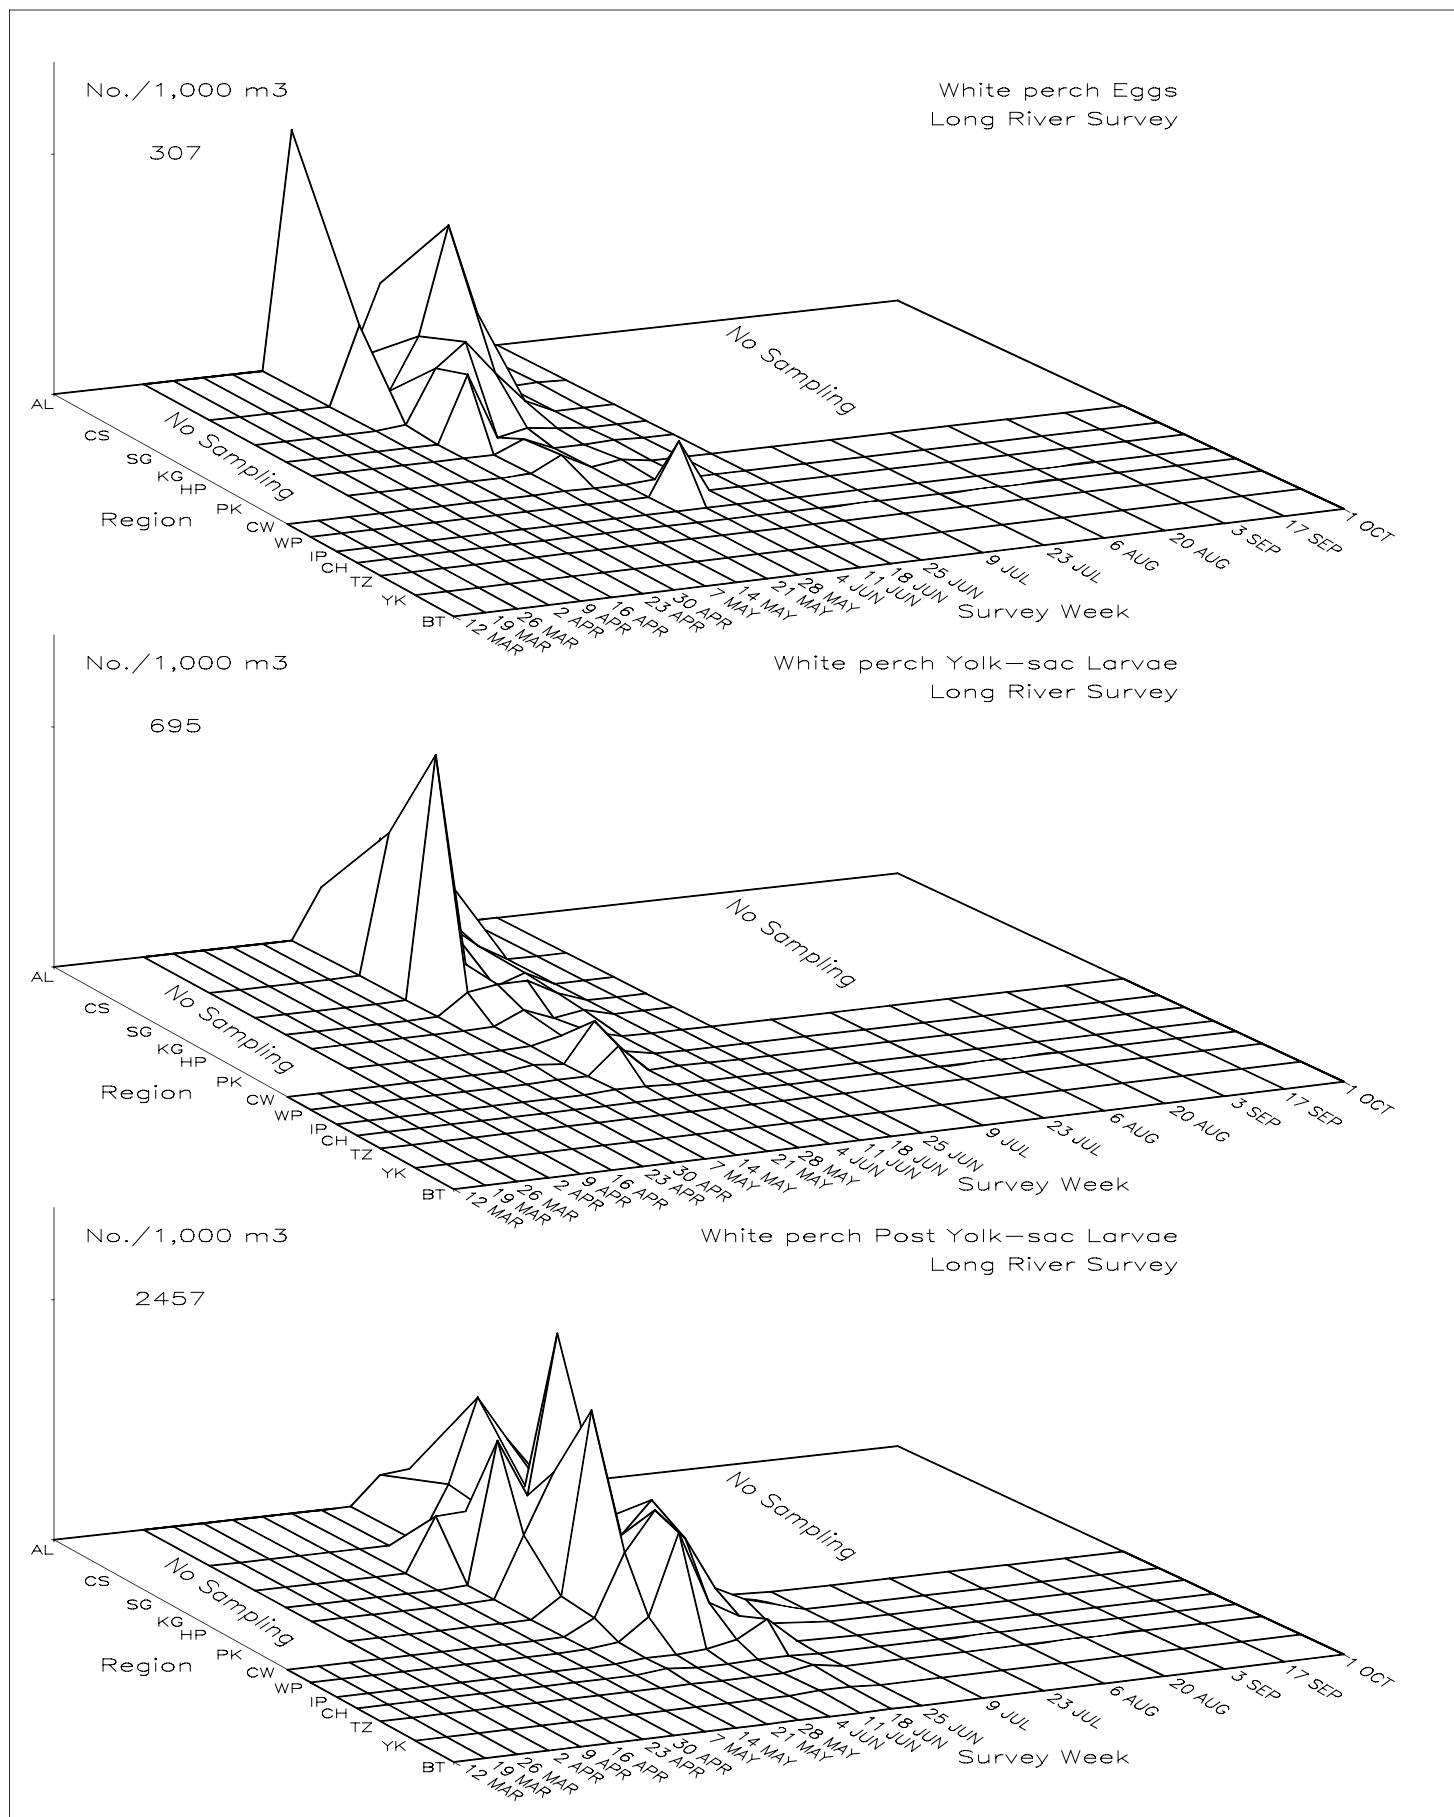 No./1,000 m3
White perch Eggs
Long River Survey
307
No Sampling
AL
CS
No Sampling
SG
KG
HP
PK
Region
CW
WP
IP
CH
TZ
YK
BT
12 MAR
19 MAR
26 MAR
2 APR
9 APR
16 APR
23 APR
30 APR
7 MAY
14 MAY
21 MAY
28 MAY
4 JUN
11 JUN
18 JUN
25 JUN
9 JUL
23 JUL
6 AUG
20 AUG
3 SEP
17 SEP
1 OCT
Survey Week
No./1,000 m3
White perch Yolk-sac Larvae
Long River Survey
695
No Sampling
AL
CS
No Sampling
SG
KG
HP
PK
Region
CW
WP
IP
CH
TZ
YK
BT
12 MAR
19 MAR
26 MAR
2 APR
9 APR
16 APR
23 APR
30 APR
7 MAY
14 MAY
21 MAY
28 MAY
4 JUN
11 JUN
18 JUN
25 JUN
9 JUL
23 JUL
6 AUG
20 AUG
3 SEP
17 SEP
1 OCT
Survey Week
No./1,000 m3
White perch Post Yolk-sac Larvae
Long River Survey
2457
No Sampling
AL
CS
No Sampling
SG
KG
HP
PK
Region
CW
WP
IP
CH
TZ
YK
BT
12 MAR
19 MAR
26 MAR
2 APR
9 APR
16 APR
23 APR
30 APR
7 MAY
14 MAY
21 MAY
28 MAY
4 JUN
11 JUN
18 JUN
25 JUN
9 JUL
23 JUL
6 AUG
20 AUG
3 SEP
17 SEP
1 OCT
Survey Week